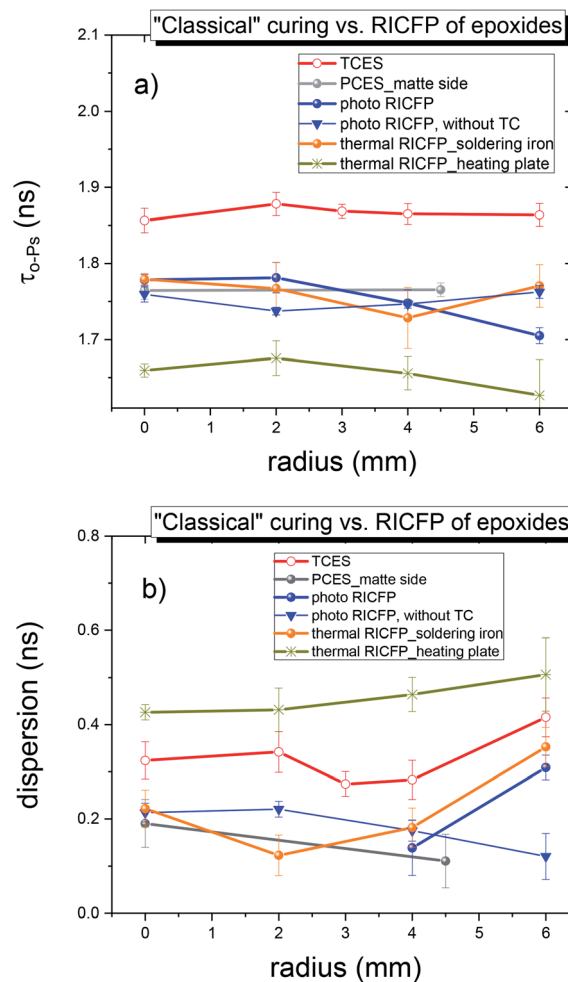 "Classical" curing vs. RICFP of epoxides
2.1
2.0
1.9
1.8
1.7
τo-Ps (ns)
a)
TCES
PCES_matte side
photo RICFP
photo RICFP, without TC
thermal RICFP_soldering iron
thermal RICFP_heating plate
0 1 2 3 4 5 6
radius (mm)
"Classical" curing vs. RICFP of epoxides
0.8
0.6
0.4
0.2
0.0
dispersion (ns)
b)
TCES
PCES_matte side
photo RICFP
photo RICFP, without TC
thermal RICFP_soldering iron
thermal RICFP_heating plate
0 1 2 3 4 5 6
radius (mm)